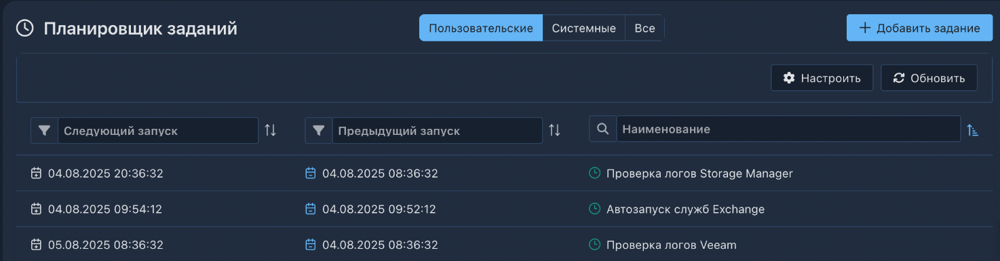 Планировщик заданий
Пользовательские Системные Все
Добавить задание
Настроить Обновить
Следующий запуск Предыдущий запуск Наименование
04.08.2025 20:36:32 04.08.2025 08:36:32 Проверка логов Storage Manager
04.08.2025 09:54:12 04.08.2025 09:52:12 Автозапуск служб Exchange
05.08.2025 08:36:32 04.08.2025 08:36:32 Проверка логов Veeam